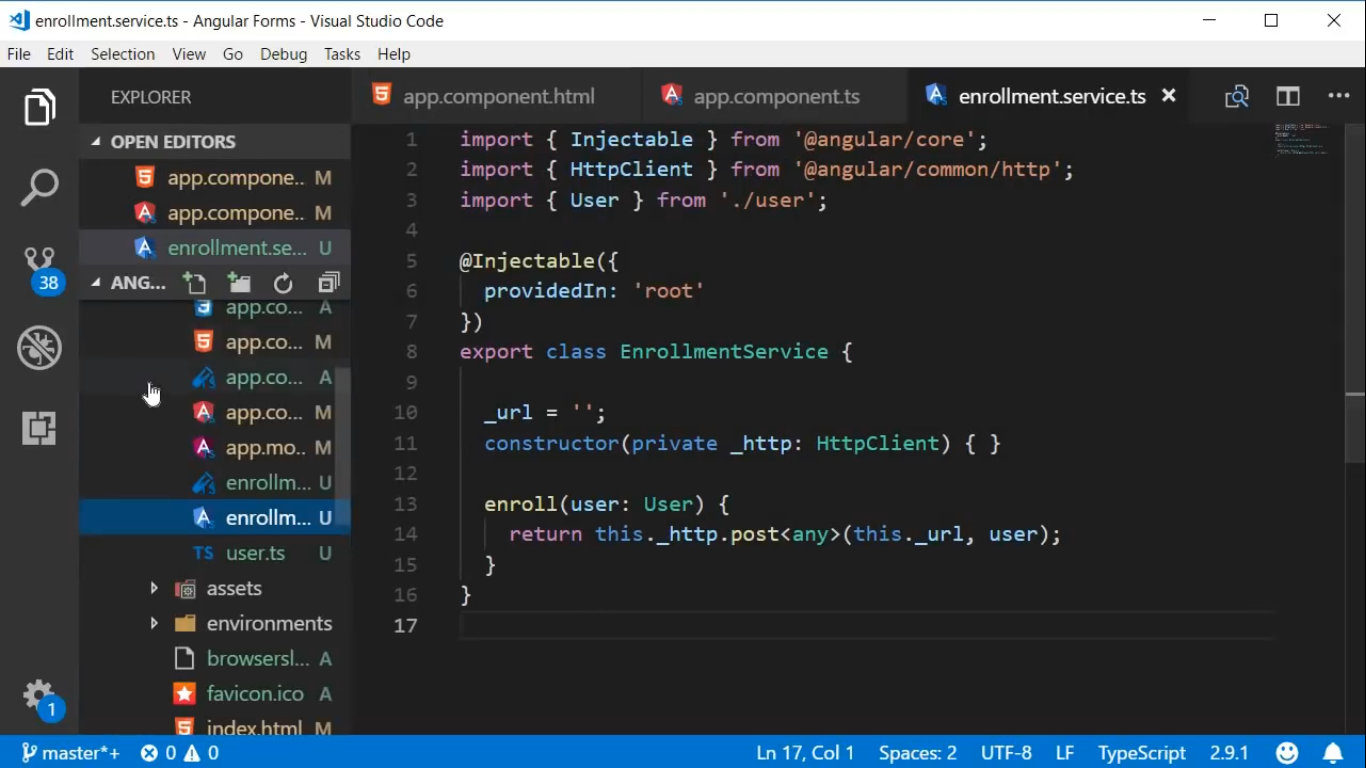 enrollment.service.ts - Angular Forms - Visual Studio Code
File Edit Selection View Go Debug Tasks Help
EXPLORER
OPEN EDITORS
app.compone.. M
app.compone.. M
enrollment.se... U
ANG...
app.co... A
app.co... M
app.co... A
app.co... M
app.mo.. M
enrollm... U
enrollm... U
TS user.ts U
assets
environments
browsersl... A
favicon.ico A
index.html M
38
1
app.component.html app.component.ts enrollment.service.ts
1 import { Injectable } from '@angular/core';
2 import { HttpClient } from '@angular/common/http';
3 import { User } from './user';
4
5 @Injectable({
6 providedIn: 'root'
7 })
8 export class EnrollmentService {
9
10 _url = '';
11 constructor(private _http: HttpClient) { }
12
13 enroll(user: User) {
14 return this._http.post<any>(this._url, user);
15 }
16 }
17
master*+ 0 0 Ln 17, Col 1 Spaces: 2 UTF-8 LF TypeScript 2.9.1